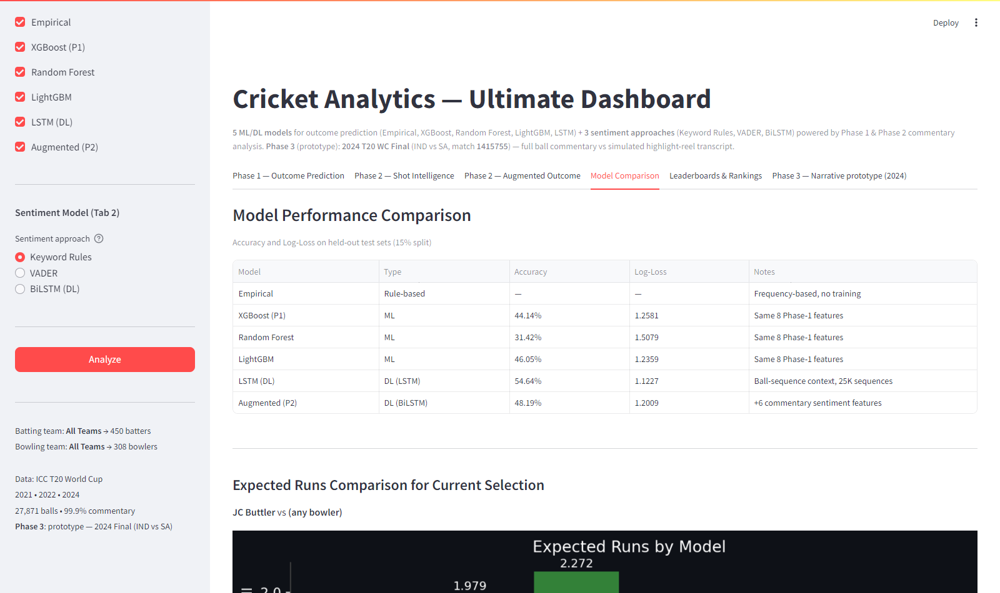 Empirical
XGBoost (P1)
Random Forest
LightGBM
LSTM (DL)
Augmented (P2)
Sentiment Model (Tab 2)
Sentiment approach
Keyword Rules
VADER
BiLSTM (DL)
Analyze
Batting team: All Teams → 450 batters
Bowling team: All Teams → 308 bowlers
Data: ICC T20 World Cup
2021 • 2022 • 2024
27,871 balls • 99.9% commentary
Phase 3: prototype — 2024 Final (IND vs SA)
Deploy
Cricket Analytics — Ultimate Dashboard
5 ML/DL models for outcome prediction (Empirical, XGBoost, Random Forest, LightGBM, LSTM) + 3 sentiment approaches (Keyword Rules, VADER, BiLSTM) powered by Phase 1 & Phase 2 commentary
analysis. Phase 3 (prototype): 2024 T20 WC Final (IND vs SA, match 1415755) — full ball commentary vs simulated highlight-reel transcript.
Phase 1 — Outcome Prediction Phase 2 — Shot Intelligence Phase 2 — Augmented Outcome Model Comparison Leaderboards & Rankings Phase 3 — Narrative prototype (2024)
Model Performance Comparison
Accuracy and Log-Loss on held-out test sets (15% split)
Model Type Accuracy Log-Loss Notes
Empirical Rule-based — — Frequency-based, no training
XGBoost (P1) ML 44.14% 1.2581 Same 8 Phase-1 features
Random Forest ML 31.42% 1.5079 Same 8 Phase-1 features
LightGBM ML 46.05% 1.2359 Same 8 Phase-1 features
LSTM (DL) DL (LSTM) 54.64% 1.1227 Ball-sequence context, 25K sequences
Augmented (P2) DL (BiLSTM) 48.19% 1.2009 +6 commentary sentiment features
Expected Runs Comparison for Current Selection
JC Buttler vs (any bowler)
Expected Runs by Model
2.272
1.979
2.0